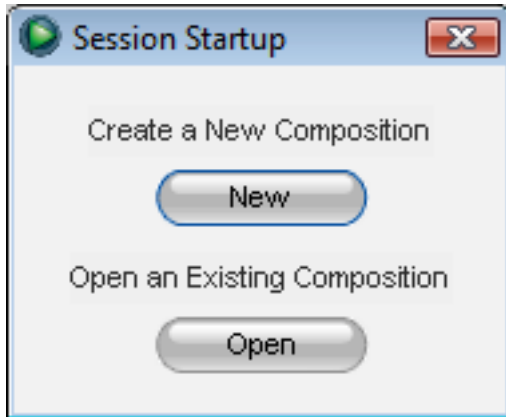 Session Startup
Create a New Composition
New
Open an Existing Composition
Open